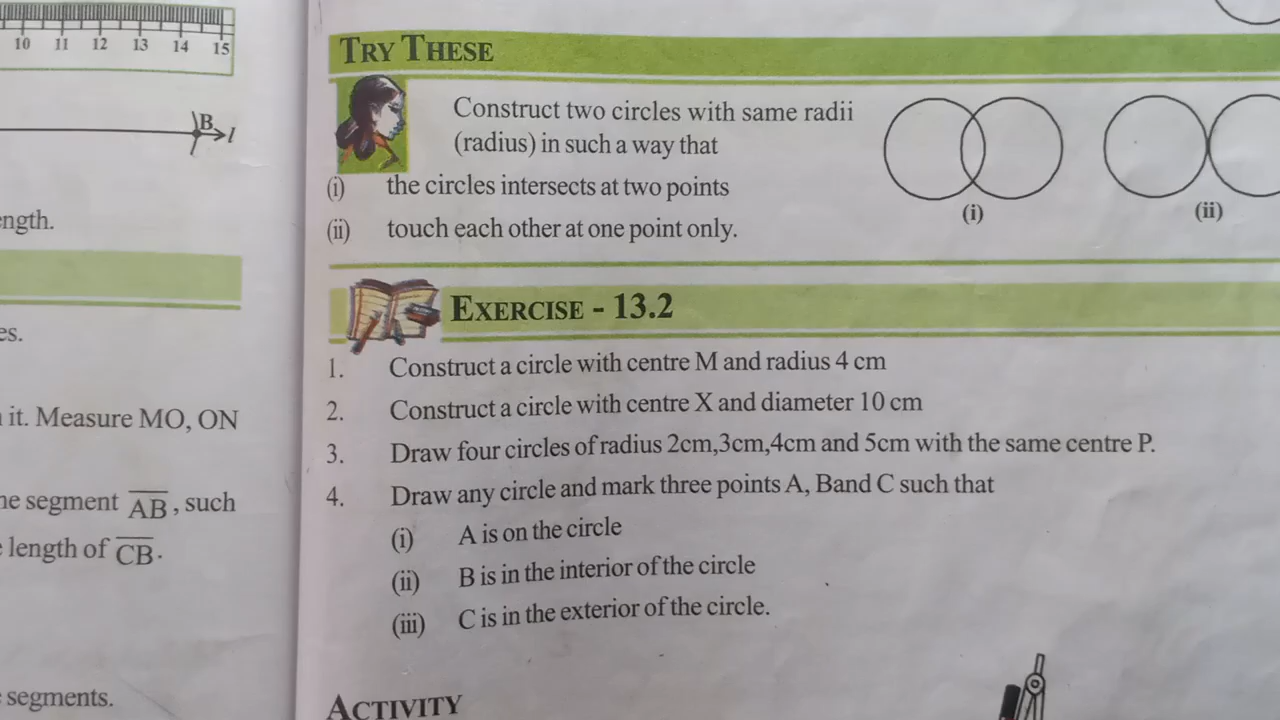 10 11 12 13 14 15
B
l
ength.
es.
it. Measure MO, ON
segment AB, such
length of CB.
segments.
TRY THESE
Construct two circles with same radii
(radius) in such a way that
(i) the circles intersects at two points
(ii) touch each other at one point only.
(i)
(ii)
EXERCISE - 13.2
1. Construct a circle with centre M and radius 4 cm
2. Construct a circle with centre X and diameter 10 cm
3. Draw four circles of radius 2cm,3cm,4cm and 5cm with the same centre P.
4. Draw any circle and mark three points A, Band C such that
(i) A is on the circle
(ii) B is in the interior of the circle
(iii) C is in the exterior of the circle.
ACTIVITY